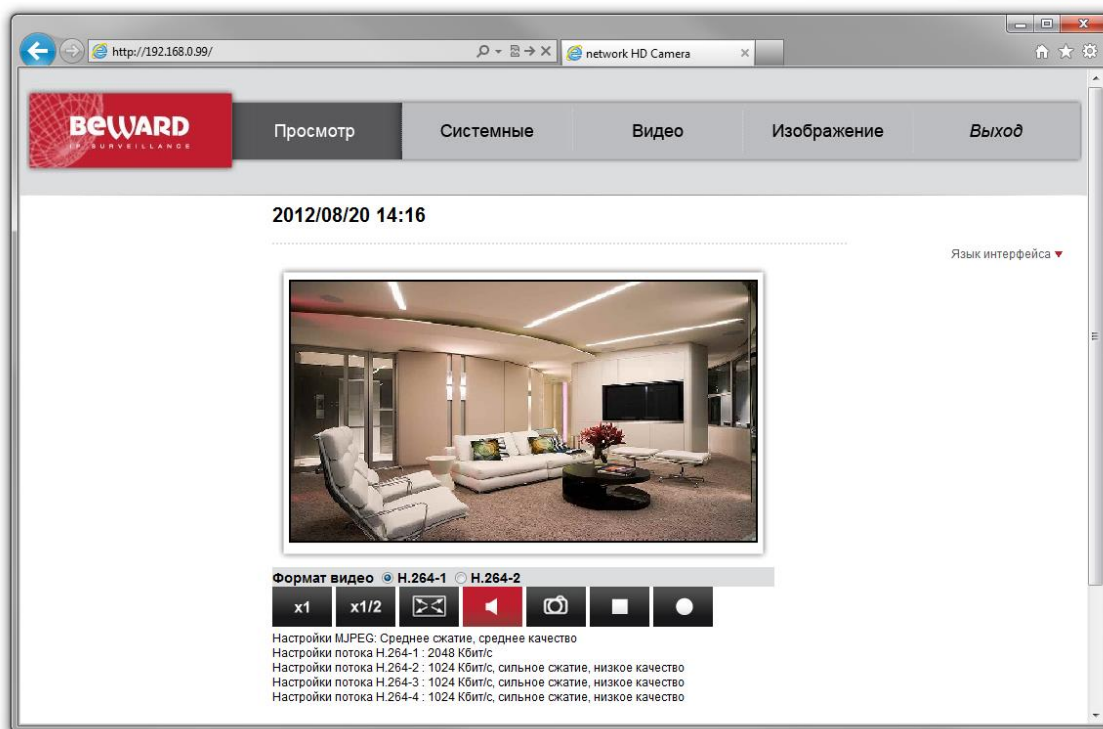 http://192.168.0.99/
network HD Camera
BEWARD
IP SURVEILLANCE
Просмотр
Системные
Видео
Изображение
Выход
2012/08/20 14:16
Язык интерфейса
Формат видео H.264-1 H.264-2
x1 x1/2
Настройки MJPEG: Среднее сжатие, среднее качество
Настройки потока H.264-1 : 2048 Кбит/с
Настройки потока H.264-2 : 1024 Кбит/с, сильное сжатие, низкое качество
Настройки потока H.264-3 : 1024 Кбит/с, сильное сжатие, низкое качество
Настройки потока H.264-4 : 1024 Кбит/с, сильное сжатие, низкое качество